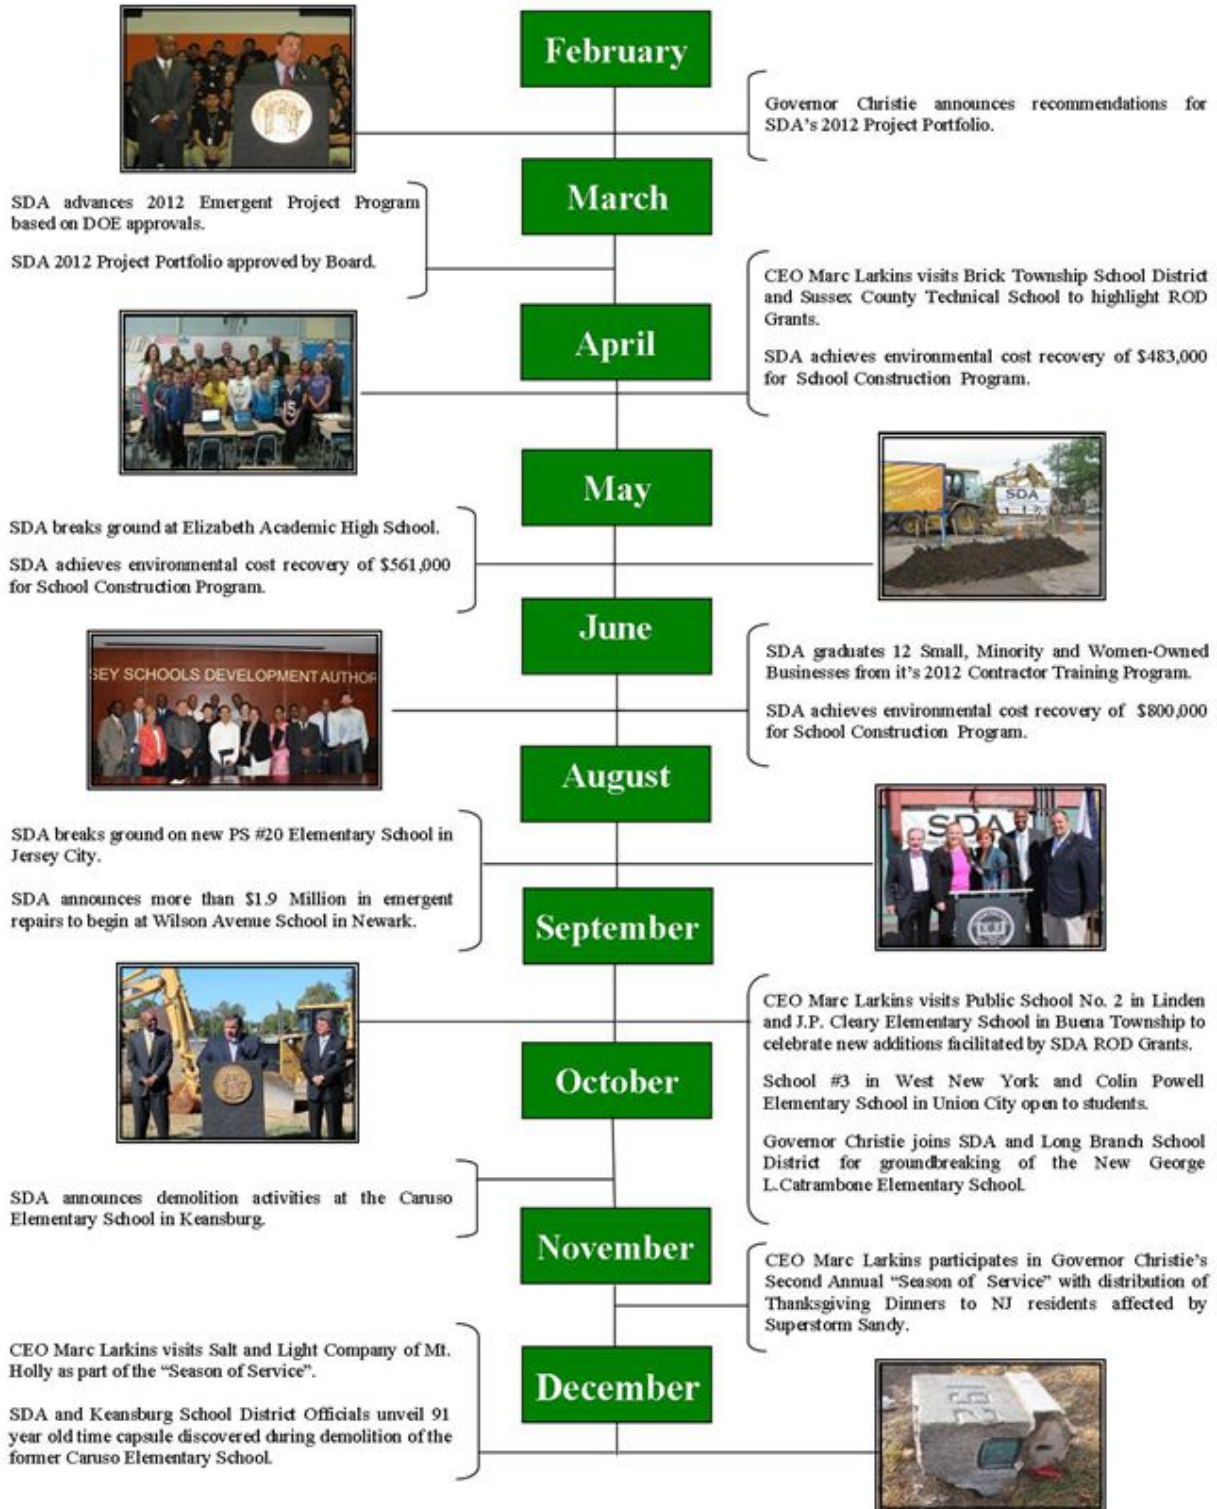 February
Governor Christie announces recommendations for
SDA's 2012 Project Portfolio.
March
SDA advances 2012 Emergent Project Program
based on DOE approvals.
SDA 2012 Project Portfolio approved by Board.
April
CEO Marc Larkins visits Brick Township School District
and Sussex County Technical School to highlight ROD
Grants.
SDA achieves environmental cost recovery of $483,000
for School Construction Program.
May
SDA
SDA breaks ground at Elizabeth Academic High School.
SDA achieves environmental cost recovery of $561,000
for School Construction Program.
June
SEY SCHOOLS DEVELOPMENT AUTHOR
SDA graduates 12 Small, Minority and Women-Owned
Businesses from it's 2012 Contractor Training Program.
SDA achieves environmental cost recovery of $800,000
for School Construction Program.
August
SDA breaks ground on new PS #20 Elementary School in
Jersey City.
SDA announces more than $1.9 Million in emergent
repairs to begin at Wilson Avenue School in Newark.
SDA
September
CEO Marc Larkins visits Public School No. 2 in Linden
and J.P. Cleary Elementary School in Buena Township to
celebrate new additions facilitated by SDA ROD Grants.
School #3 in West New York and Colin Powell
Elementary School in Union City open to students.
Governor Christie joins SDA and Long Branch School
District for groundbreaking of the New George
L.Catrambone Elementary School.
October
SDA announces demolition activities at the Caruso
Elementary School in Keansburg.
November
CEO Marc Larkins participates in Governor Christie's
Second Annual “Season of Service” with distribution of
Thanksgiving Dinners to NJ residents affected by
Superstorm Sandy.
December
CEO Marc Larkins visits Salt and Light Company of Mt.
Holly as part of the “Season of Service”.
SDA and Keansburg School District Officials unveil 91
year old time capsule discovered during demolition of the
former Caruso Elementary School.